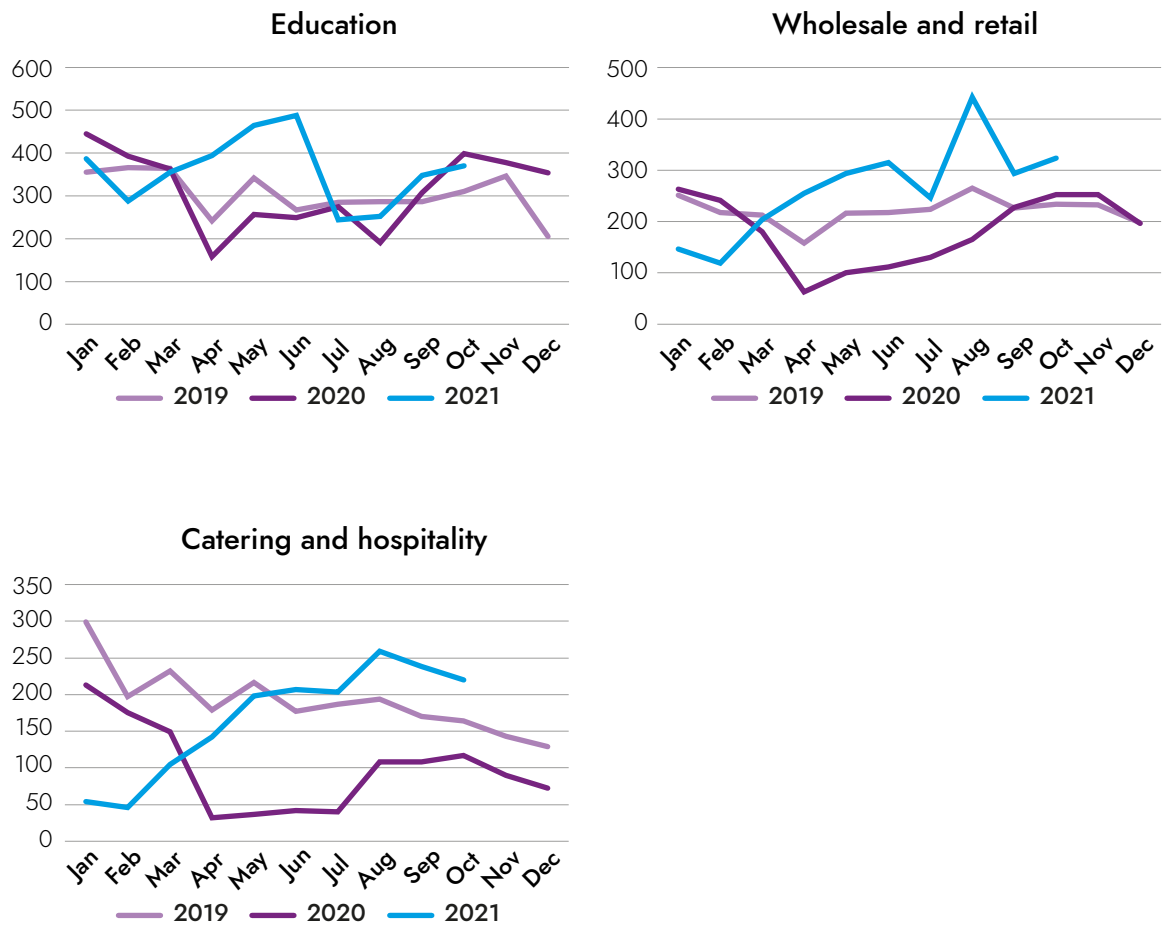 Education
600
500
400
300
200
100
0
Jan Feb Mar Apr May Jun Jul Aug Sep Oct Nov Dec
2019 2020 2021
Wholesale and retail
500
400
300
200
100
0
Jan Feb Mar Apr May Jun Jul Aug Sep Oct Nov Dec
2019 2020 2021
Catering and hospitality
350
300
250
200
150
100
50
0
Jan Feb Mar Apr May Jun Jul Aug Sep Oct Nov Dec
2019 2020 2021